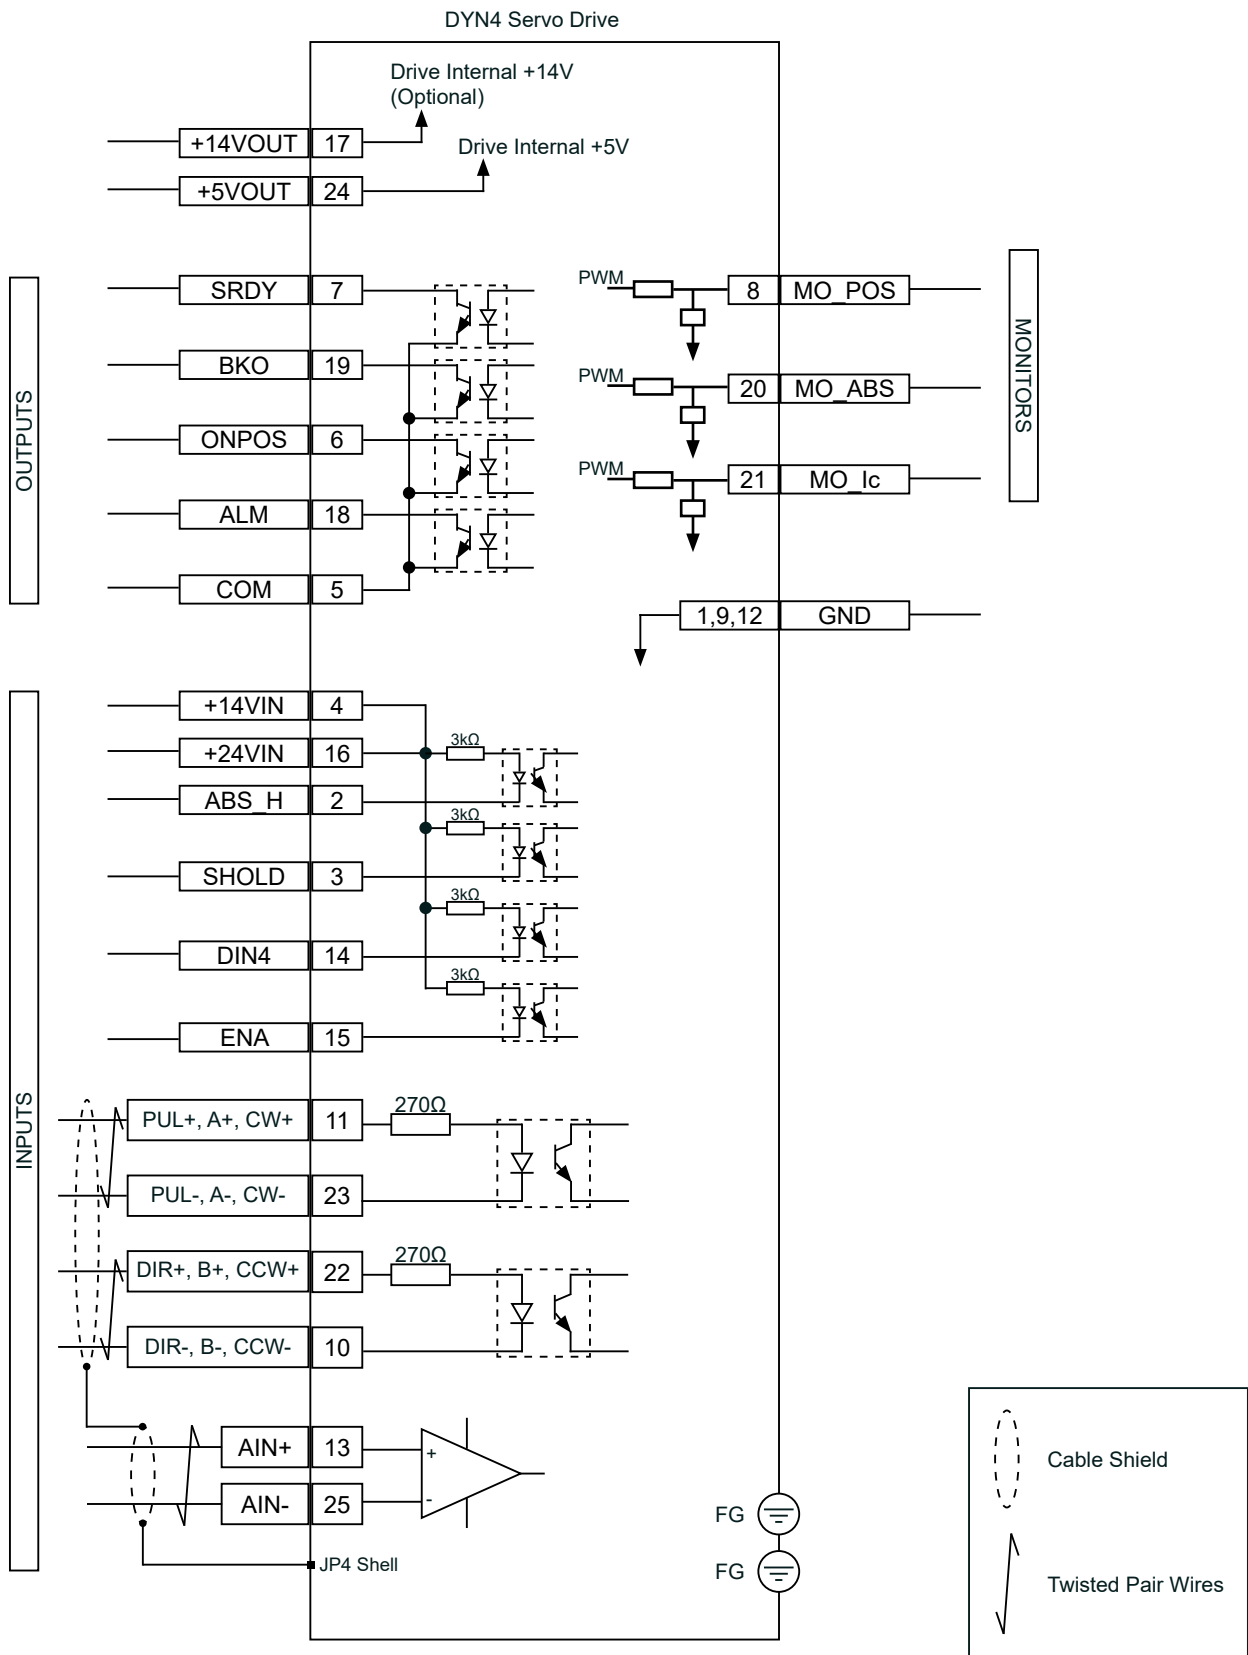 DYN4 Servo Drive
Drive Internal +14V
(Optional)
+14VOUT 17
Drive Internal +5V
+5VOUT 24
OUTPUTS
SRDY 7
BKO 19
ONPOS 6
ALM 18
COM 5
PWM 8 MO_POS
PWM 20 MO_ABS
PWM 21 MO_Ic
MONITORS
1,9,12 GND
INPUTS
+14VIN 4
+24VIN 16
3kΩ
ABS_H 2
3kΩ
SHOLD 3
3kΩ
DIN4 14
3kΩ
ENA 15
PUL+, A+, CW+ 11
270Ω
PUL-, A-, CW- 23
DIR+, B+, CCW+ 22
270Ω
DIR-, B-, CCW- 10
AIN+ 13 +
AIN- 25 -
JP4 Shell
FG
FG
Cable Shield
Twisted Pair Wires